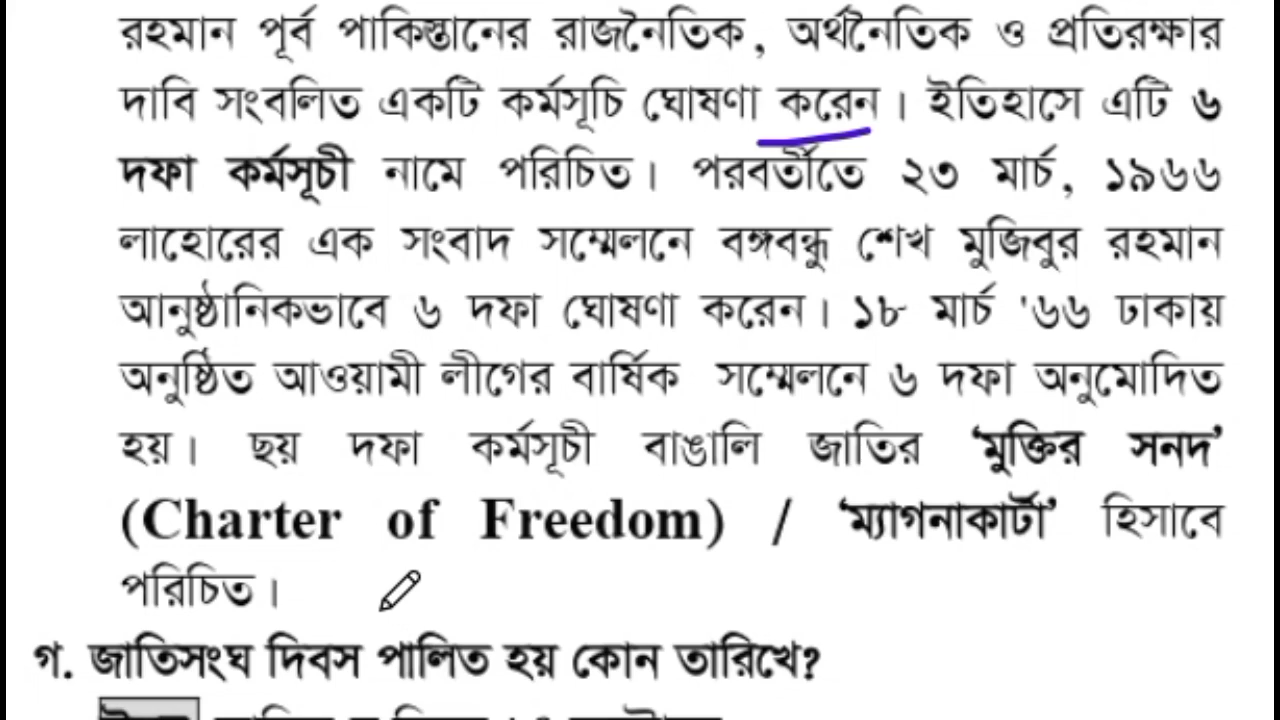 রহমান পূর্ব পাকিস্তানের রাজনৈতিক, অর্থনৈতিক ও প্রতিরক্ষার
দাবি সংবলিত একটি কর্মসূচি ঘোষণা করেন। ইতিহাসে এটি ৬
দফা কর্মসূচী নামে পরিচিত। পরবর্তীতে ২৩ মার্চ, ১৯৬৬
লাহোরের এক সংবাদ সম্মেলনে বঙ্গবন্ধু শেখ মুজিবুর রহমান
আনুষ্ঠানিকভাবে ৬ দফা ঘোষণা করেন। ১৮ মার্চ '৬৬ ঢাকায়
অনুষ্ঠিত আওয়ামী লীগের বার্ষিক সম্মেলনে ৬ দফা অনুমোদিত
হয়। ছয় দফা কর্মসূচী বাঙালি জাতির ‘মুক্তির সনদ’
(Charter of Freedom) / ‘ম্যাগনাকার্টা’ হিসাবে
পরিচিত।
গ. জাতিসংঘ দিবস পালিত হয় কোন তারিখে?